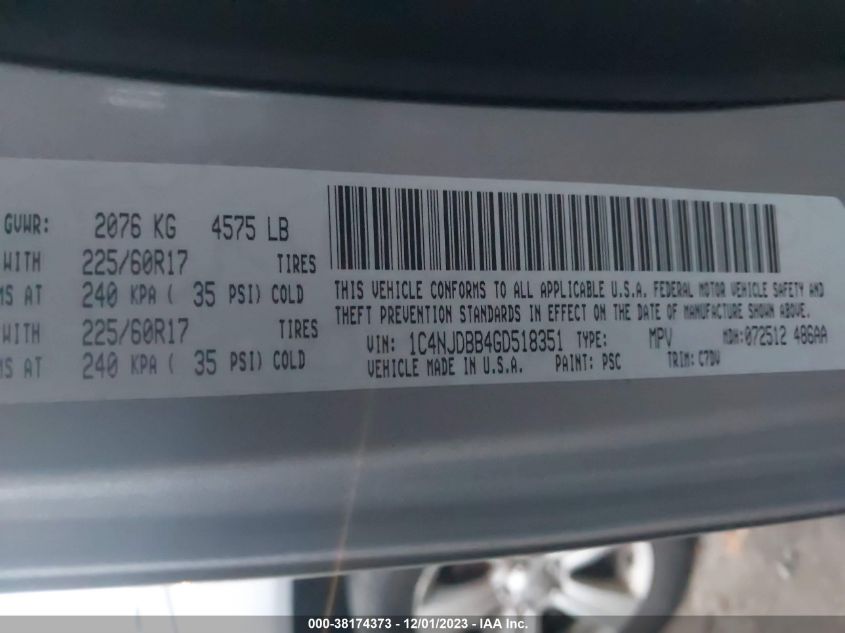 GVWR: 2076 KG 4575 LB
WITH 225/60R17 TIRES
MS AT 240 KPA ( 35 PSI) COLD
WITH 225/60R17 TIRES
MS AT 240 KPA ( 35 PSI) COLD
THIS VEHICLE CONFORMS TO ALL APPLICABLE U.S.A. FEDERAL MOTOR VEHICLE SAFETY AND
THEFT PREVENTION STANDARDS IN EFFECT ON THE DATE OF MANUFACTURE SHOWN ABOVE.
VIN: 1C4NJDBB4GD518351 TYPE: MPV MDH:072512 486AA
VEHICLE MADE IN U.S.A. PAINT: PSC TRIM: C7DV
000-38174373 - 12/01/2023 - IAA Inc.